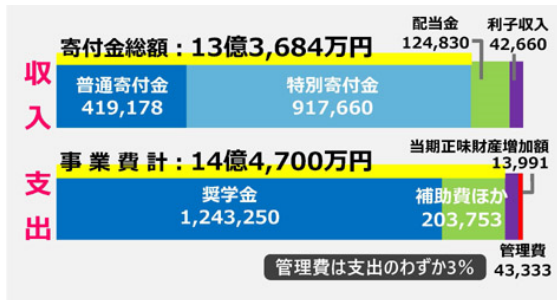 収入
寄付金総額：13億3,684万円
配当金
124,830
利子収入
42,660
普通寄付金
419,178
特別寄付金
917,660
支出
事業費計：14億4,700万円
当期正味財産増加額
13,991
奨学金
1,243,250
補助費ほか
203,753
管理費
43,333
管理費は支出のわずか3%